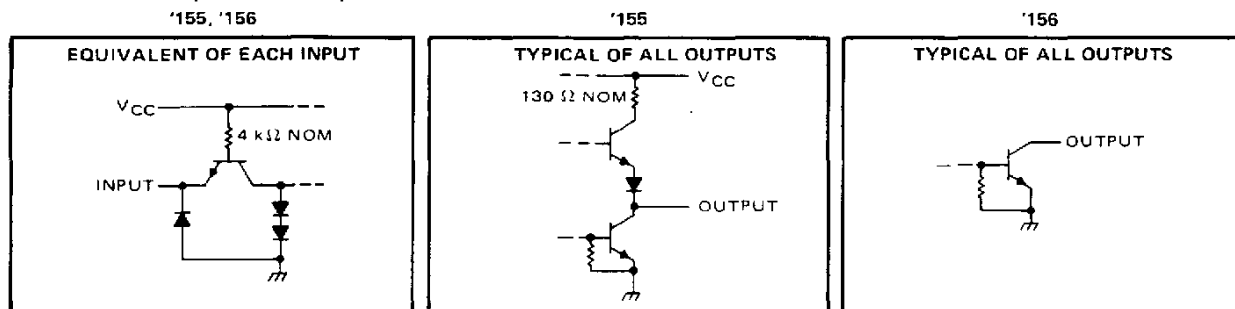 '155, '156
EQUIVALENT OF EACH INPUT
VCC
4 kΩ NOM
INPUT
'155
TYPICAL OF ALL OUTPUTS
VCC
130 Ω NOM
OUTPUT
'156
TYPICAL OF ALL OUTPUTS
OUTPUT